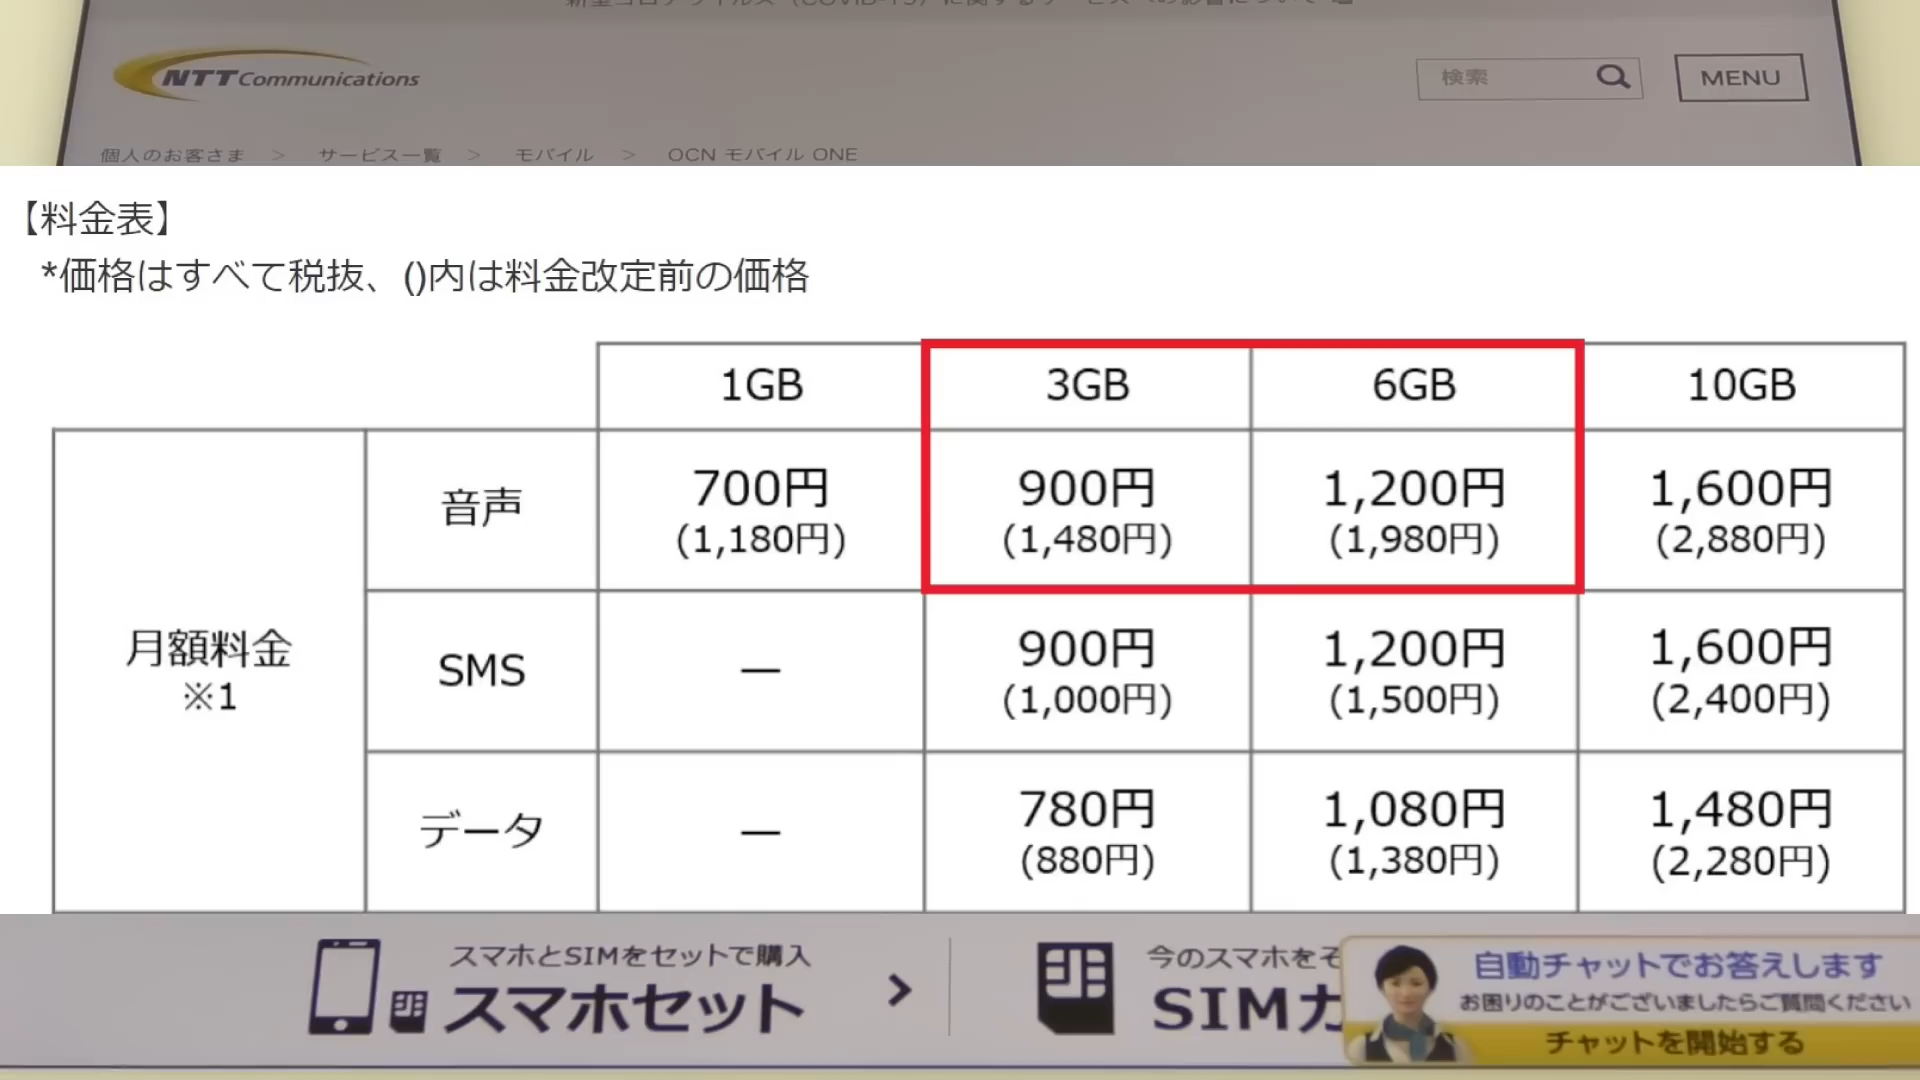 NTT Communications
検索
MENU
個人のお客さま > サービス一覧 > モバイル > OCN モバイル ONE
【料金表】
*価格はすべて税抜、()内は料金改定前の価格
1GB 3GB 6GB 10GB
月額料金
※1
音声 700円 900円 1,200円 1,600円
(1,180円) (1,480円) (1,980円) (2,880円)
SMS — 900円 1,200円 1,600円
(1,000円) (1,500円) (2,400円)
データ — 780円 1,080円 1,480円
(880円) (1,380円) (2,280円)
スマホとSIMをセットで購入
スマホセット
今のスマホをそ
SIMカ
自動チャットでお答えします
お困りのことがございましたらご質問ください
チャットを開始する